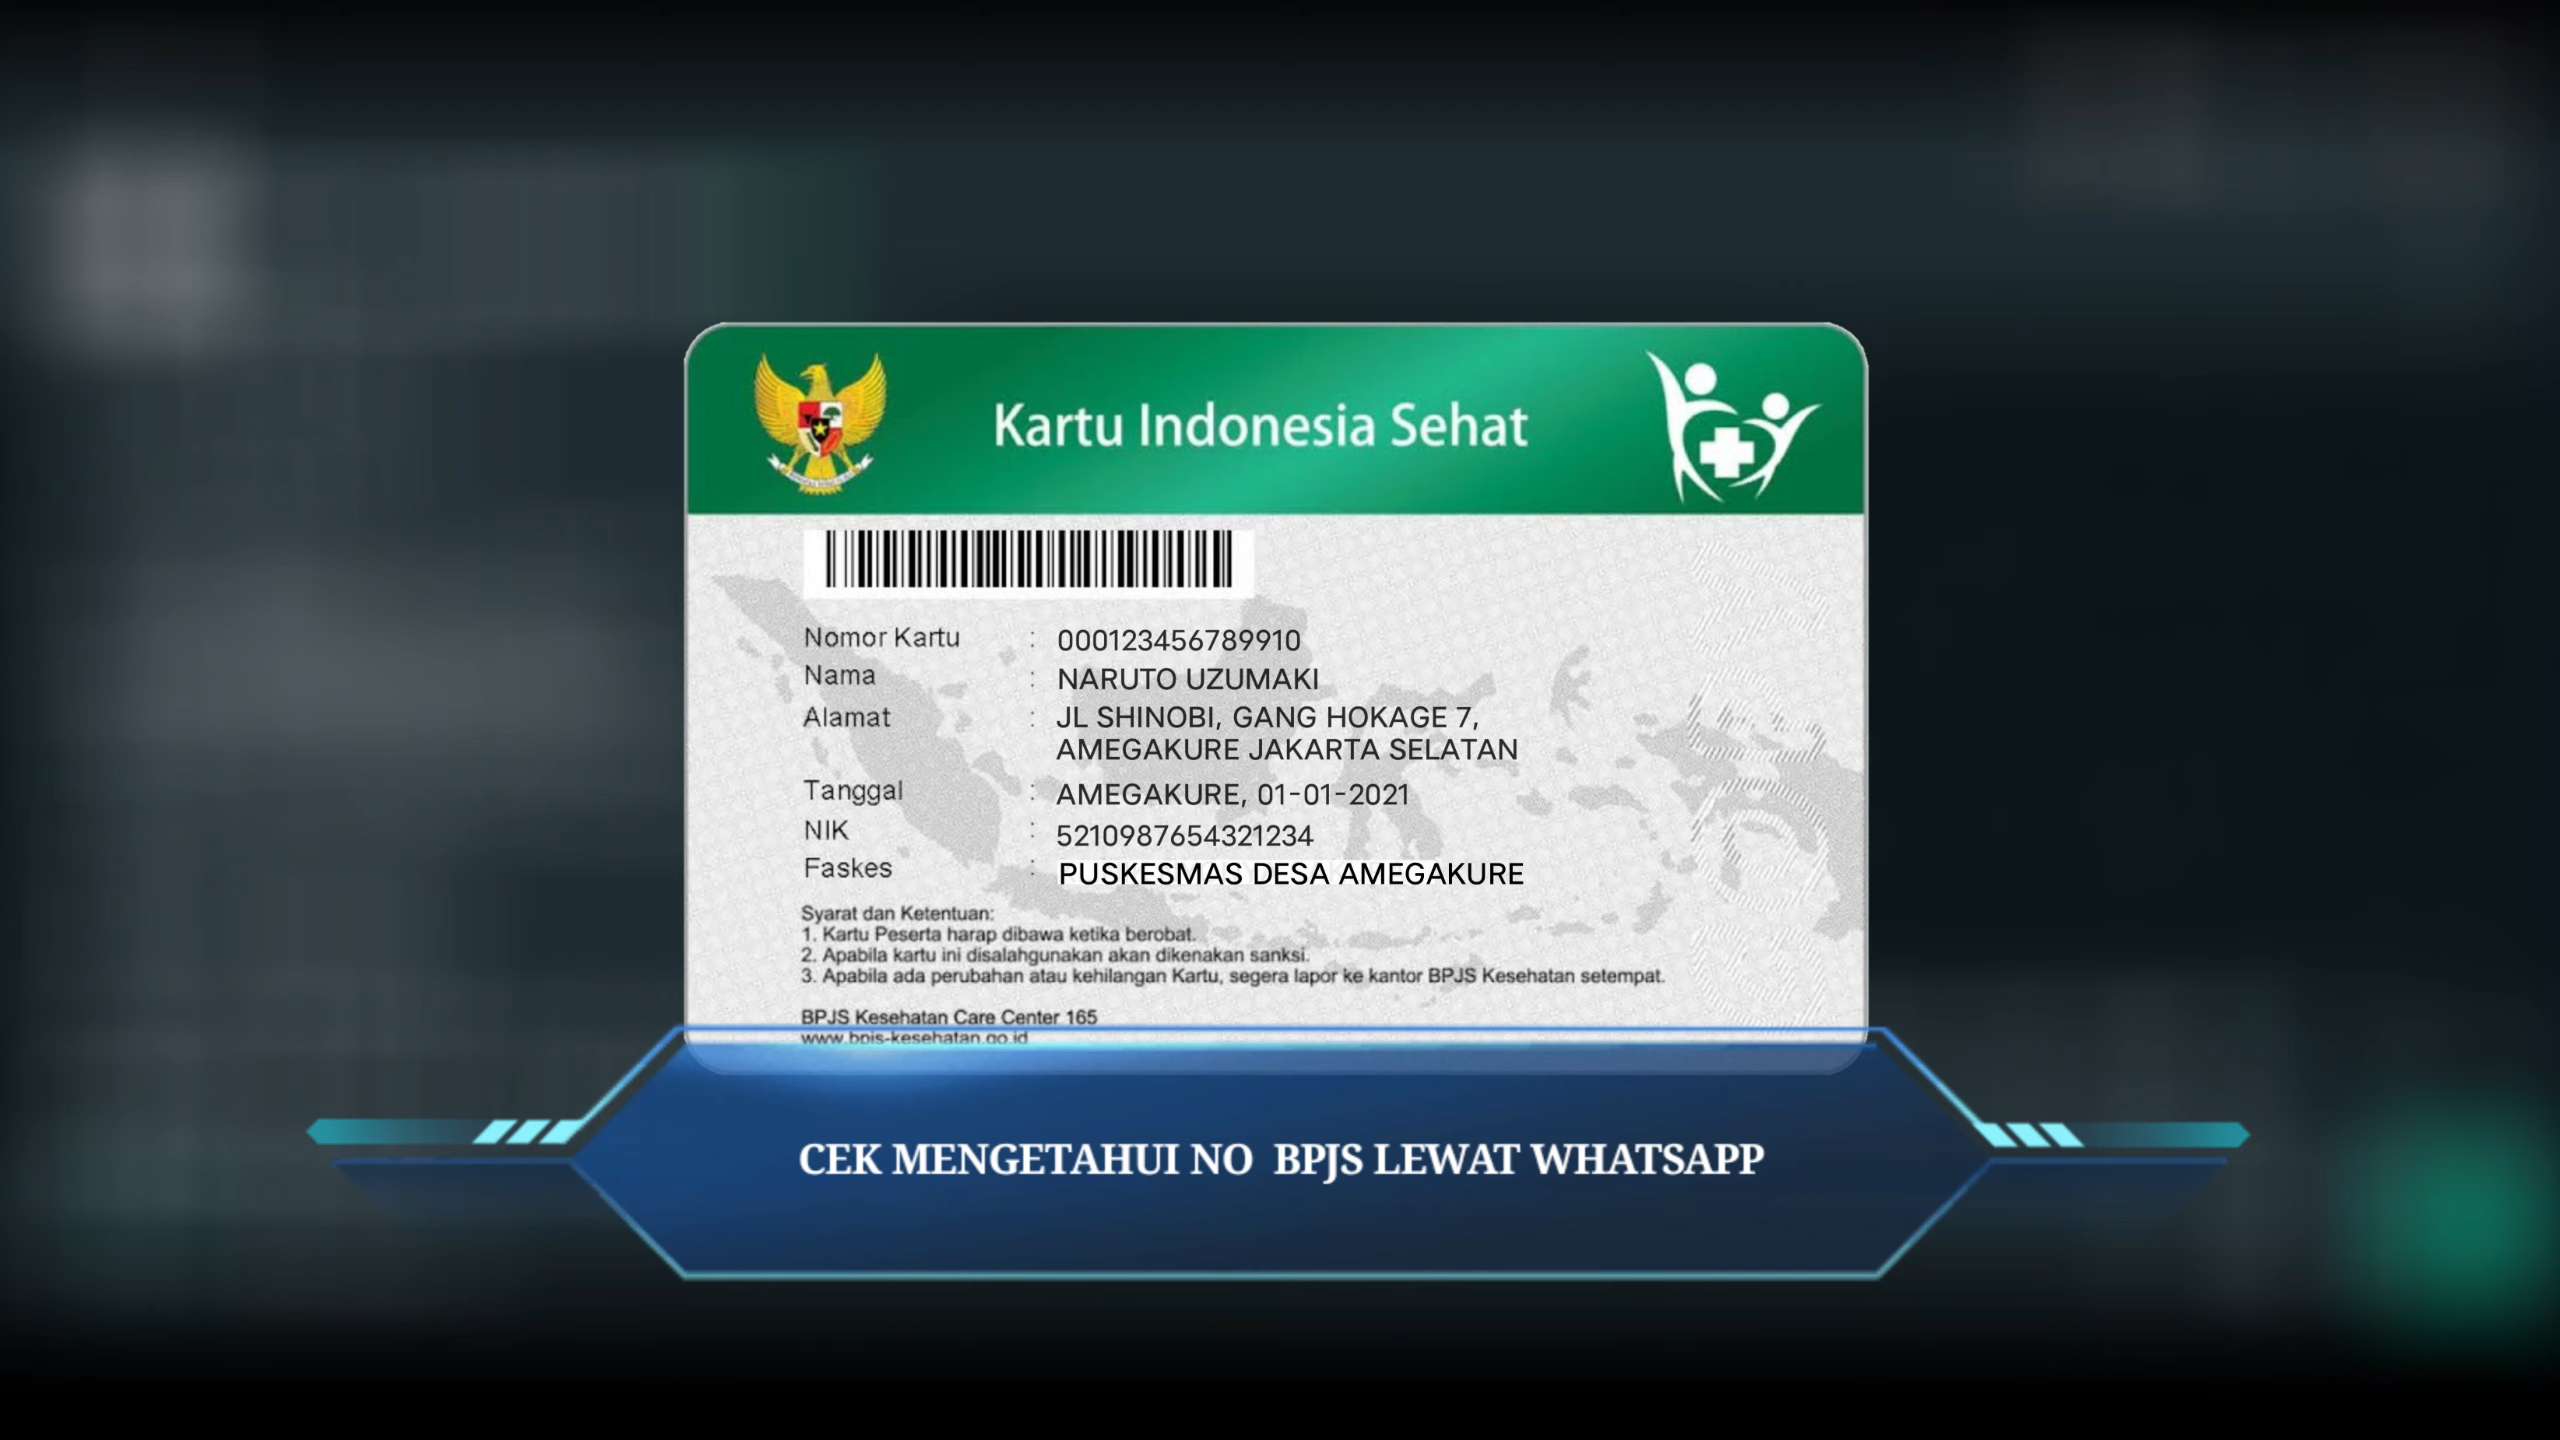 Kartu Indonesia Sehat
Nomor Kartu : 000123456789910
Nama : NARUTO UZUMAKI
Alamat : JL SHINOBI, GANG HOKAGE 7,
AMEGAKURE JAKARTA SELATAN
Tanggal : AMEGAKURE, 01-01-2021
NIK : 5210987654321234
Faskes : PUSKESMAS DESA AMEGAKURE
Syarat dan Ketentuan:
1. Kartu Peserta harap dibawa ketika berobat.
2. Apabila kartu ini disalahgunakan akan dikenakan sanksi.
3. Apabila ada perubahan atau kehilangan Kartu, segera lapor ke kantor BPJS Kesehatan setempat.
BPJS Kesehatan Care Center 165
www.bpjs-kesehatan.go.id
CEK MENGETAHUI NO  BPJS LEWAT WHATSAPP